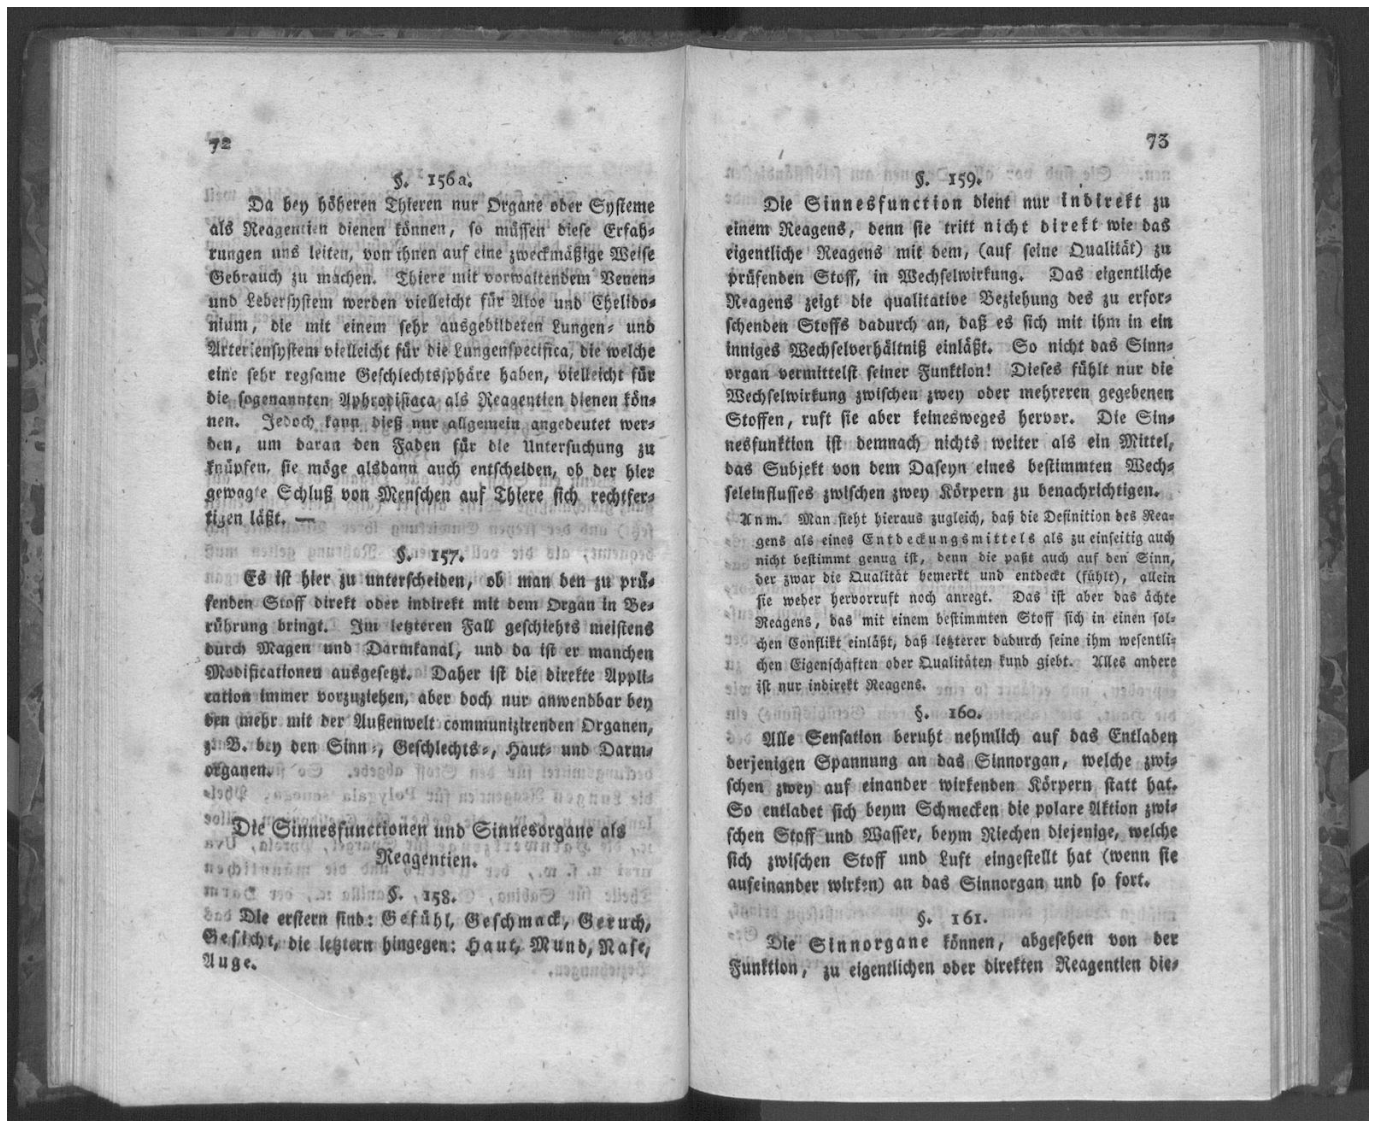 72
§. 156a.
Da bey höheren Thieren nur Organe oder Systeme
als Reagentien dienen können, so müssen diese Erfah-
rungen uns leiten, von ihnen auf eine zweckmäßige Weise
Gebrauch zu machen. Thiere mit vorwaltendem Venen-
und Lebersystem werden vielleicht für Aloe und Chelido-
nium, die mit einem sehr ausgebildeten Lungen- und
Arteriensystem vielleicht für die Lungenspecifica, die welche
eine sehr regsame Geschlechtssphäre haben, vielleicht für
die sogenannten Aphrodisiaca als Reagentien dienen kön-
nen. Jedoch kann dieß nur allgemein angedeutet wer-
den, um daran den Faden für die Untersuchung zu
knüpfen, sie möge alsdann auch entscheiden, ob der hier
gewagte Schluß von Menschen auf Thiere sich rechtfer-
tigen läßt. —
§. 157.
Es ist hier zu unterscheiden, ob man den zu prü-
fenden Stoff direkt oder indirekt mit dem Organ in Be-
rührung bringt. Im letzteren Fall geschiehts meistens
durch Magen und Darmkanal, und da ist er manchen
Modificationen ausgesetzt. Daher ist die direkte Appli-
cation immer vorzuziehen, aber doch nur anwendbar bey
den mehr mit der Außenwelt communizirenden Organen,
z. B. bey den Sinn-, Geschlechts-, Haut- und Darm-
organen.
Die Sinnesfunctionen und Sinnesorgane als
Reagentien.
§. 158.
Die erstern sind: Gefühl, Geschmack, Geruch,
Gesicht, die letztern hingegen: Haut, Mund, Nase,
Auge.
73
§. 159.
Die Sinnesfunction dient nur indirekt zu
einem Reagens, denn sie tritt nicht direkt wie das
eigentliche Reagens mit dem, (auf seine Qualität) zu
prüfenden Stoff, in Wechselwirkung. Das eigentliche
Reagens zeigt die qualitative Beziehung des zu erfor-
schenden Stoffs dadurch an, daß es sich mit ihm in ein
inniges Wechselverhältniß einläßt. So nicht das Sinn-
organ vermittelst seiner Funktion! Dieses fühlt nur die
Wechselwirkung zwischen zwey oder mehreren gegebenen
Stoffen, ruft sie aber keinesweges hervor. Die Sin-
nesfunktion ist demnach nichts weiter als ein Mittel,
das Subjekt von dem Daseyn eines bestimmten Wech-
seleinflusses zwischen zwey Körpern zu benachrichtigen.
Anm. Man sieht hieraus zugleich, daß die Definition des Rea-
gens als eines Entdeckungsmittels als zu einseitig auch
nicht bestimmt genug ist, denn die paßt auch auf den Sinn,
der zwar die Qualität bemerkt und entdeckt (fühlt), allein
sie weder hervorruft noch anregt. Das ist aber das ächte
Reagens, das mit einem bestimmten Stoff sich in einen sol-
chen Conflikt einläßt, daß letzterer dadurch seine ihm wesentli-
chen Eigenschaften oder Qualitäten kund giebt. Alles andere
ist nur indirekt Reagens.
§. 160.
Alle Sensation beruht nehmlich auf das Entladen
derjenigen Spannung an das Sinnorgan, welche zwi-
schen zwey auf einander wirkenden Körpern statt hat.
So entladet sich beym Schmecken die polare Aktion zwi-
schen Stoff und Wasser, beym Riechen diejenige, welche
sich zwischen Stoff und Luft eingestellt hat (wenn sie
aufeinander wirken) an das Sinnorgan und so fort.
§. 161.
Die Sinnorgane können, abgesehen von der
Funktion, zu eigentlichen oder direkten Reagentien die-